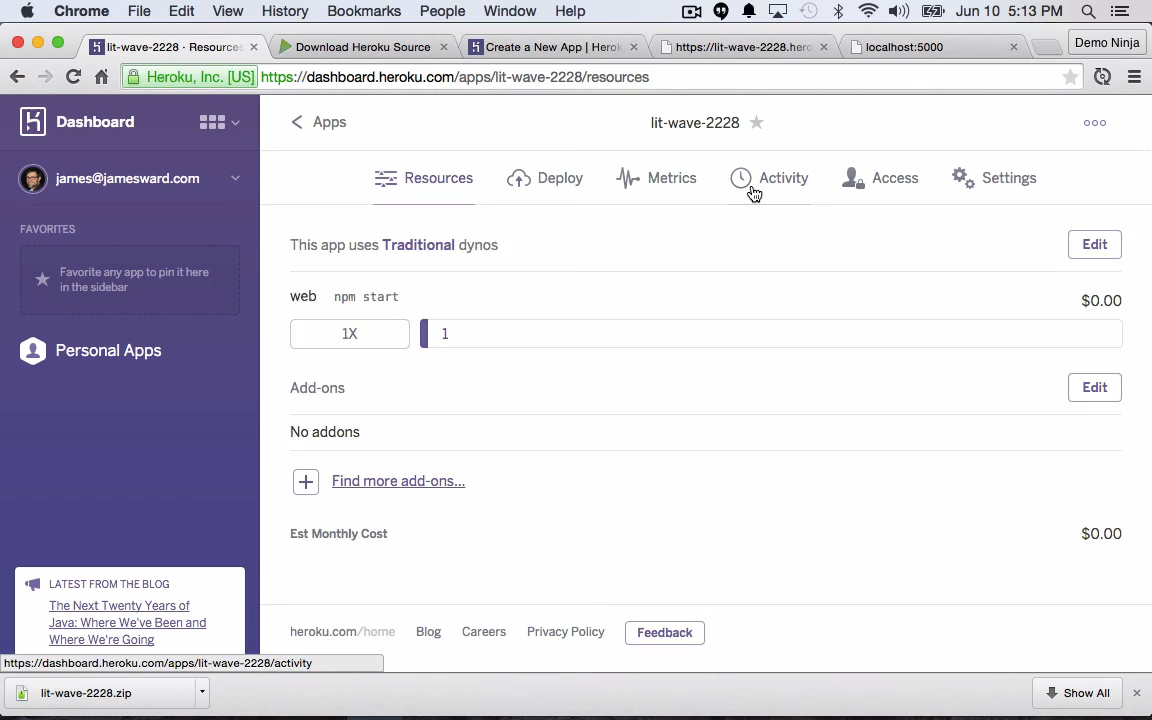 Chrome File Edit View History Bookmarks People Window Help Jun 10 5:13 PM
lit-wave-2228 · Resources Download Heroku Source Create a New App | Herok https://lit-wave-2228.hero localhost:5000 Demo Ninja
Heroku, Inc. [US] https://dashboard.heroku.com/apps/lit-wave-2228/resources
Dashboard
james@jamesward.com
FAVORITES
Favorite any app to pin it here
in the sidebar
Personal Apps
LATEST FROM THE BLOG
The Next Twenty Years of
Java: Where We've Been and
Where We're Going
Apps
lit-wave-2228
Resources Deploy Metrics Activity Access Settings
This app uses Traditional dynos Edit
web npm start $0.00
1X 1
Add-ons Edit
No addons
Find more add-ons...
Est Monthly Cost $0.00
heroku.com/home Blog Careers Privacy Policy Feedback
https://dashboard.heroku.com/apps/lit-wave-2228/activity
lit-wave-2228.zip Show All